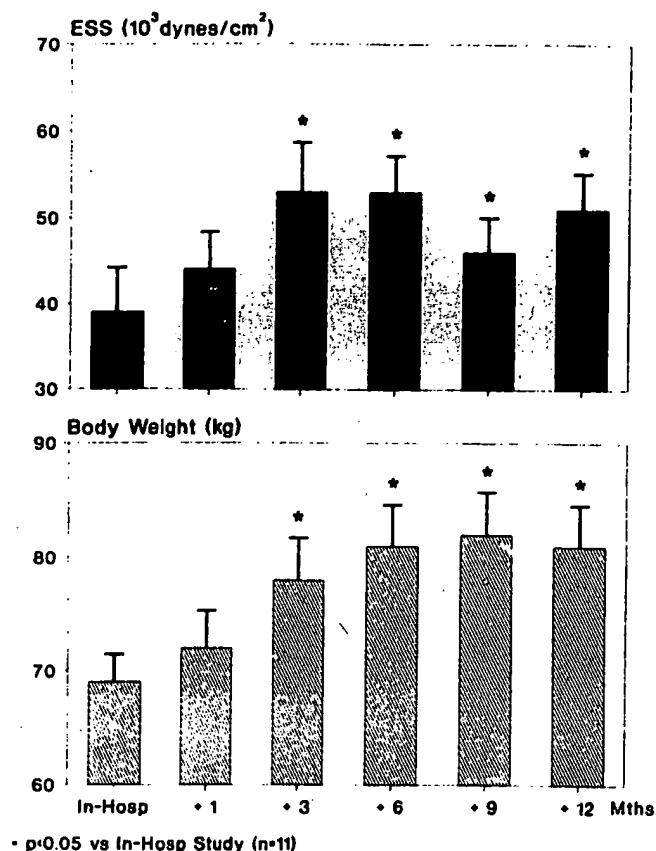 ESS (10³dynes/cm²)
70
60
50
40
30
* * * *
Body Weight (kg)
90
80
70
60
* * * *
In-Hosp +1 +3 +6 +9 +12 Mths
* p<0.05 vs In-Hosp Study (n=11)